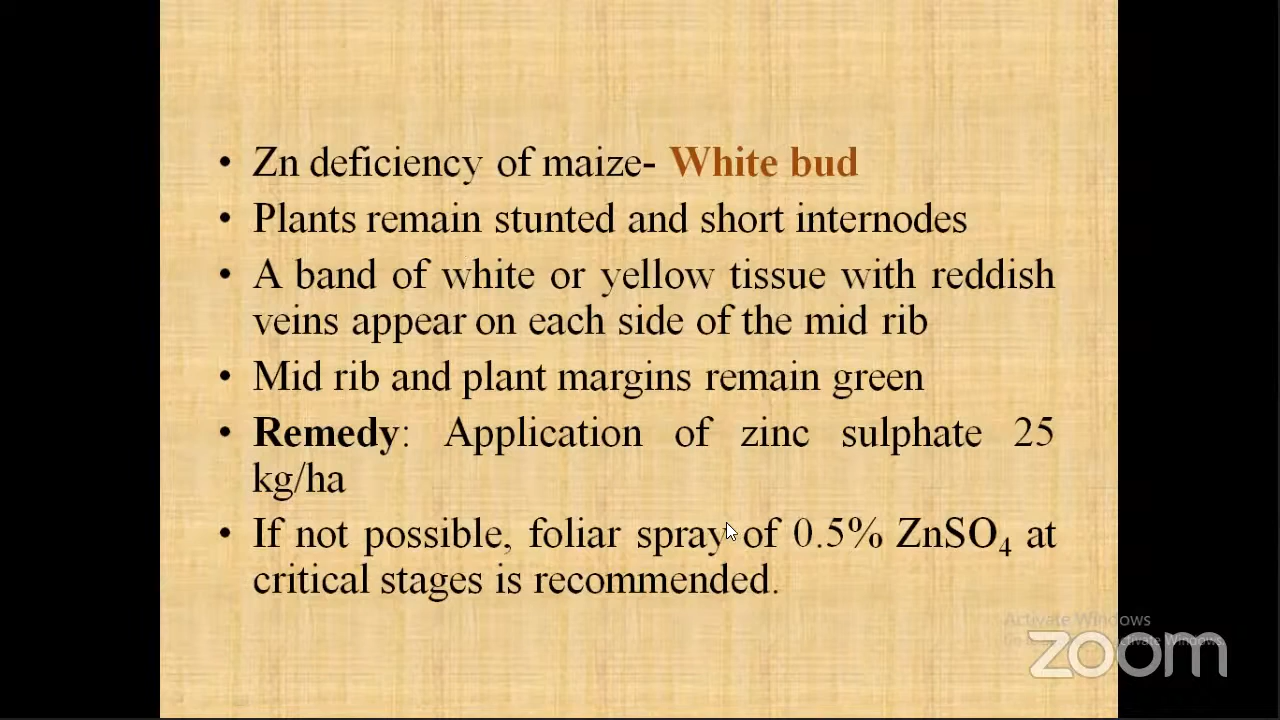 • Zn deficiency of maize- White bud
• Plants remain stunted and short internodes
• A band of white or yellow tissue with reddish
veins appear on each side of the mid rib
• Mid rib and plant margins remain green
• Remedy: Application of zinc sulphate 25
kg/ha
• If not possible, foliar spray of 0.5% ZnSO₄ at
critical stages is recommended.
Activate Windows
zoom